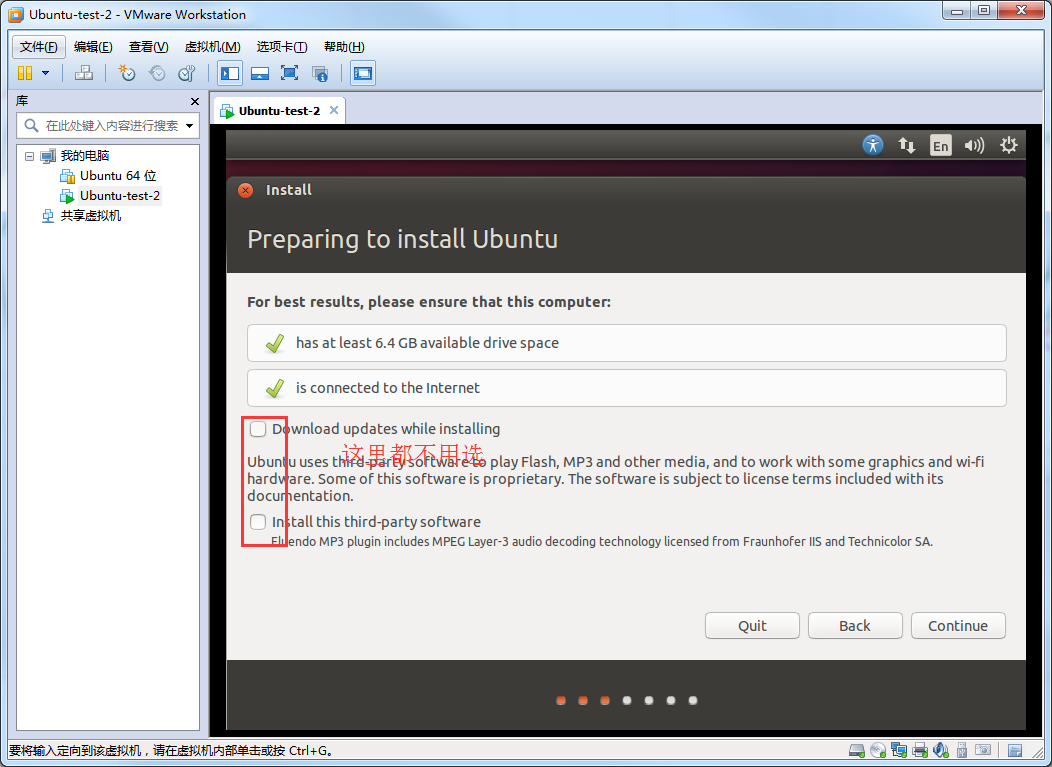 Ubuntu-test-2 - VMware Workstation
文件(F) 编辑(E) 查看(V) 虚拟机(M) 选项卡(T) 帮助(H)
库
在此处键入内容进行搜索
我的电脑
Ubuntu 64 位
Ubuntu-test-2
共享虚拟机
Ubuntu-test-2
En
Install
Preparing to install Ubuntu
For best results, please ensure that this computer:
has at least 6.4 GB available drive space
is connected to the Internet
Download updates while installing
这里都不用选
Ubuntu uses third-party software to play Flash, MP3 and other media, and to work with some graphics and wi-fi
hardware. Some of this software is proprietary. The software is subject to license terms included with its
documentation.
Install this third-party software
Fluendo MP3 plugin includes MPEG Layer-3 audio decoding technology licensed from Fraunhofer IIS and Technicolor SA.
Quit Back Continue
要将输入定向到该虚拟机，请在虚拟机内部单击或按 Ctrl+G。